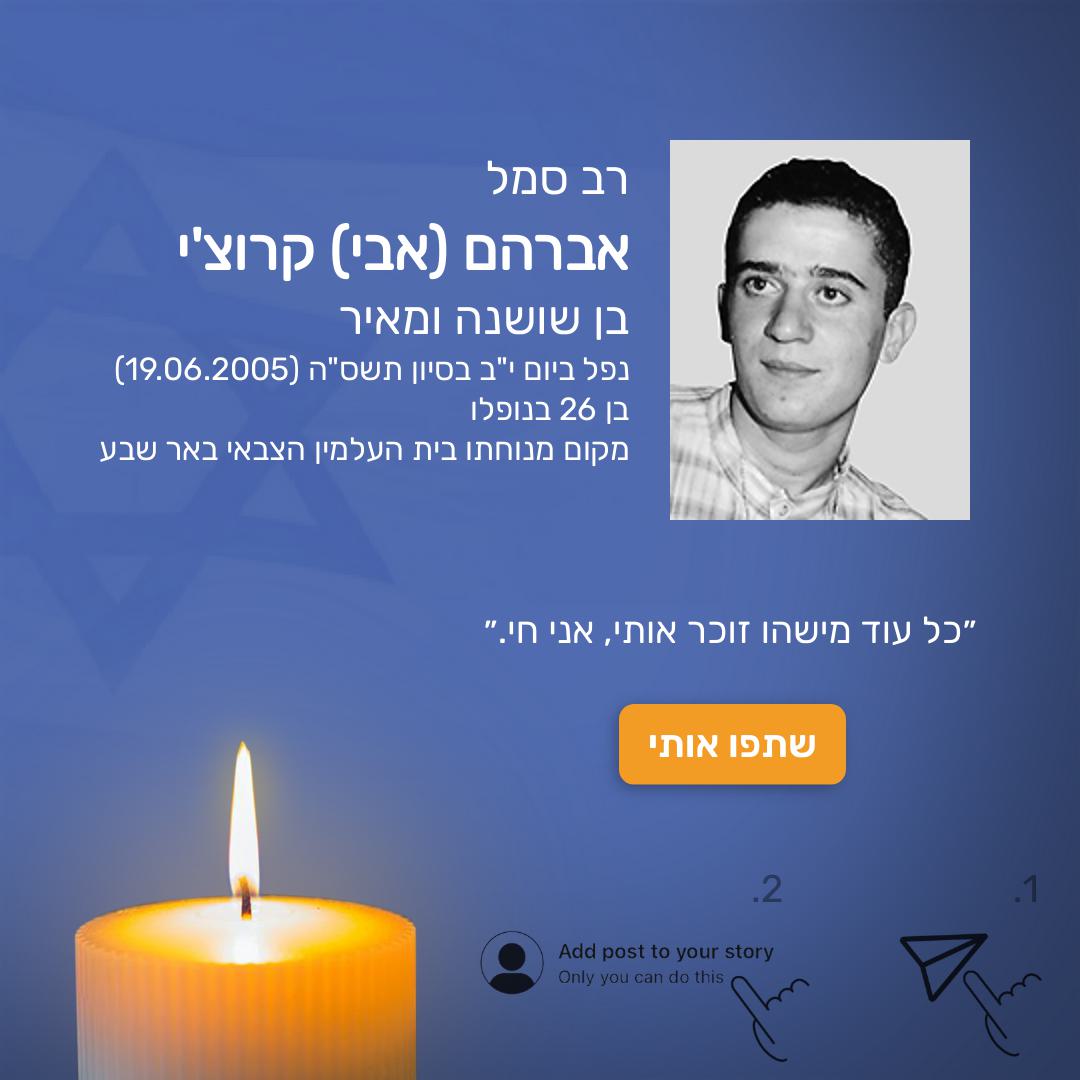 רב סמל
אברהם (אבי) קרוצ'י
בן שושנה ומאיר
נפל ביום י"ב בסיון תשס"ה (19.06.2005)
בן 26 בנופלו
מקום מנוחתו בית העלמין הצבאי באר שבע
״כל עוד מישהו זוכר אותי, אני חי.״
שתפו אותי
1.
2.
Add post to your story
Only you can do this